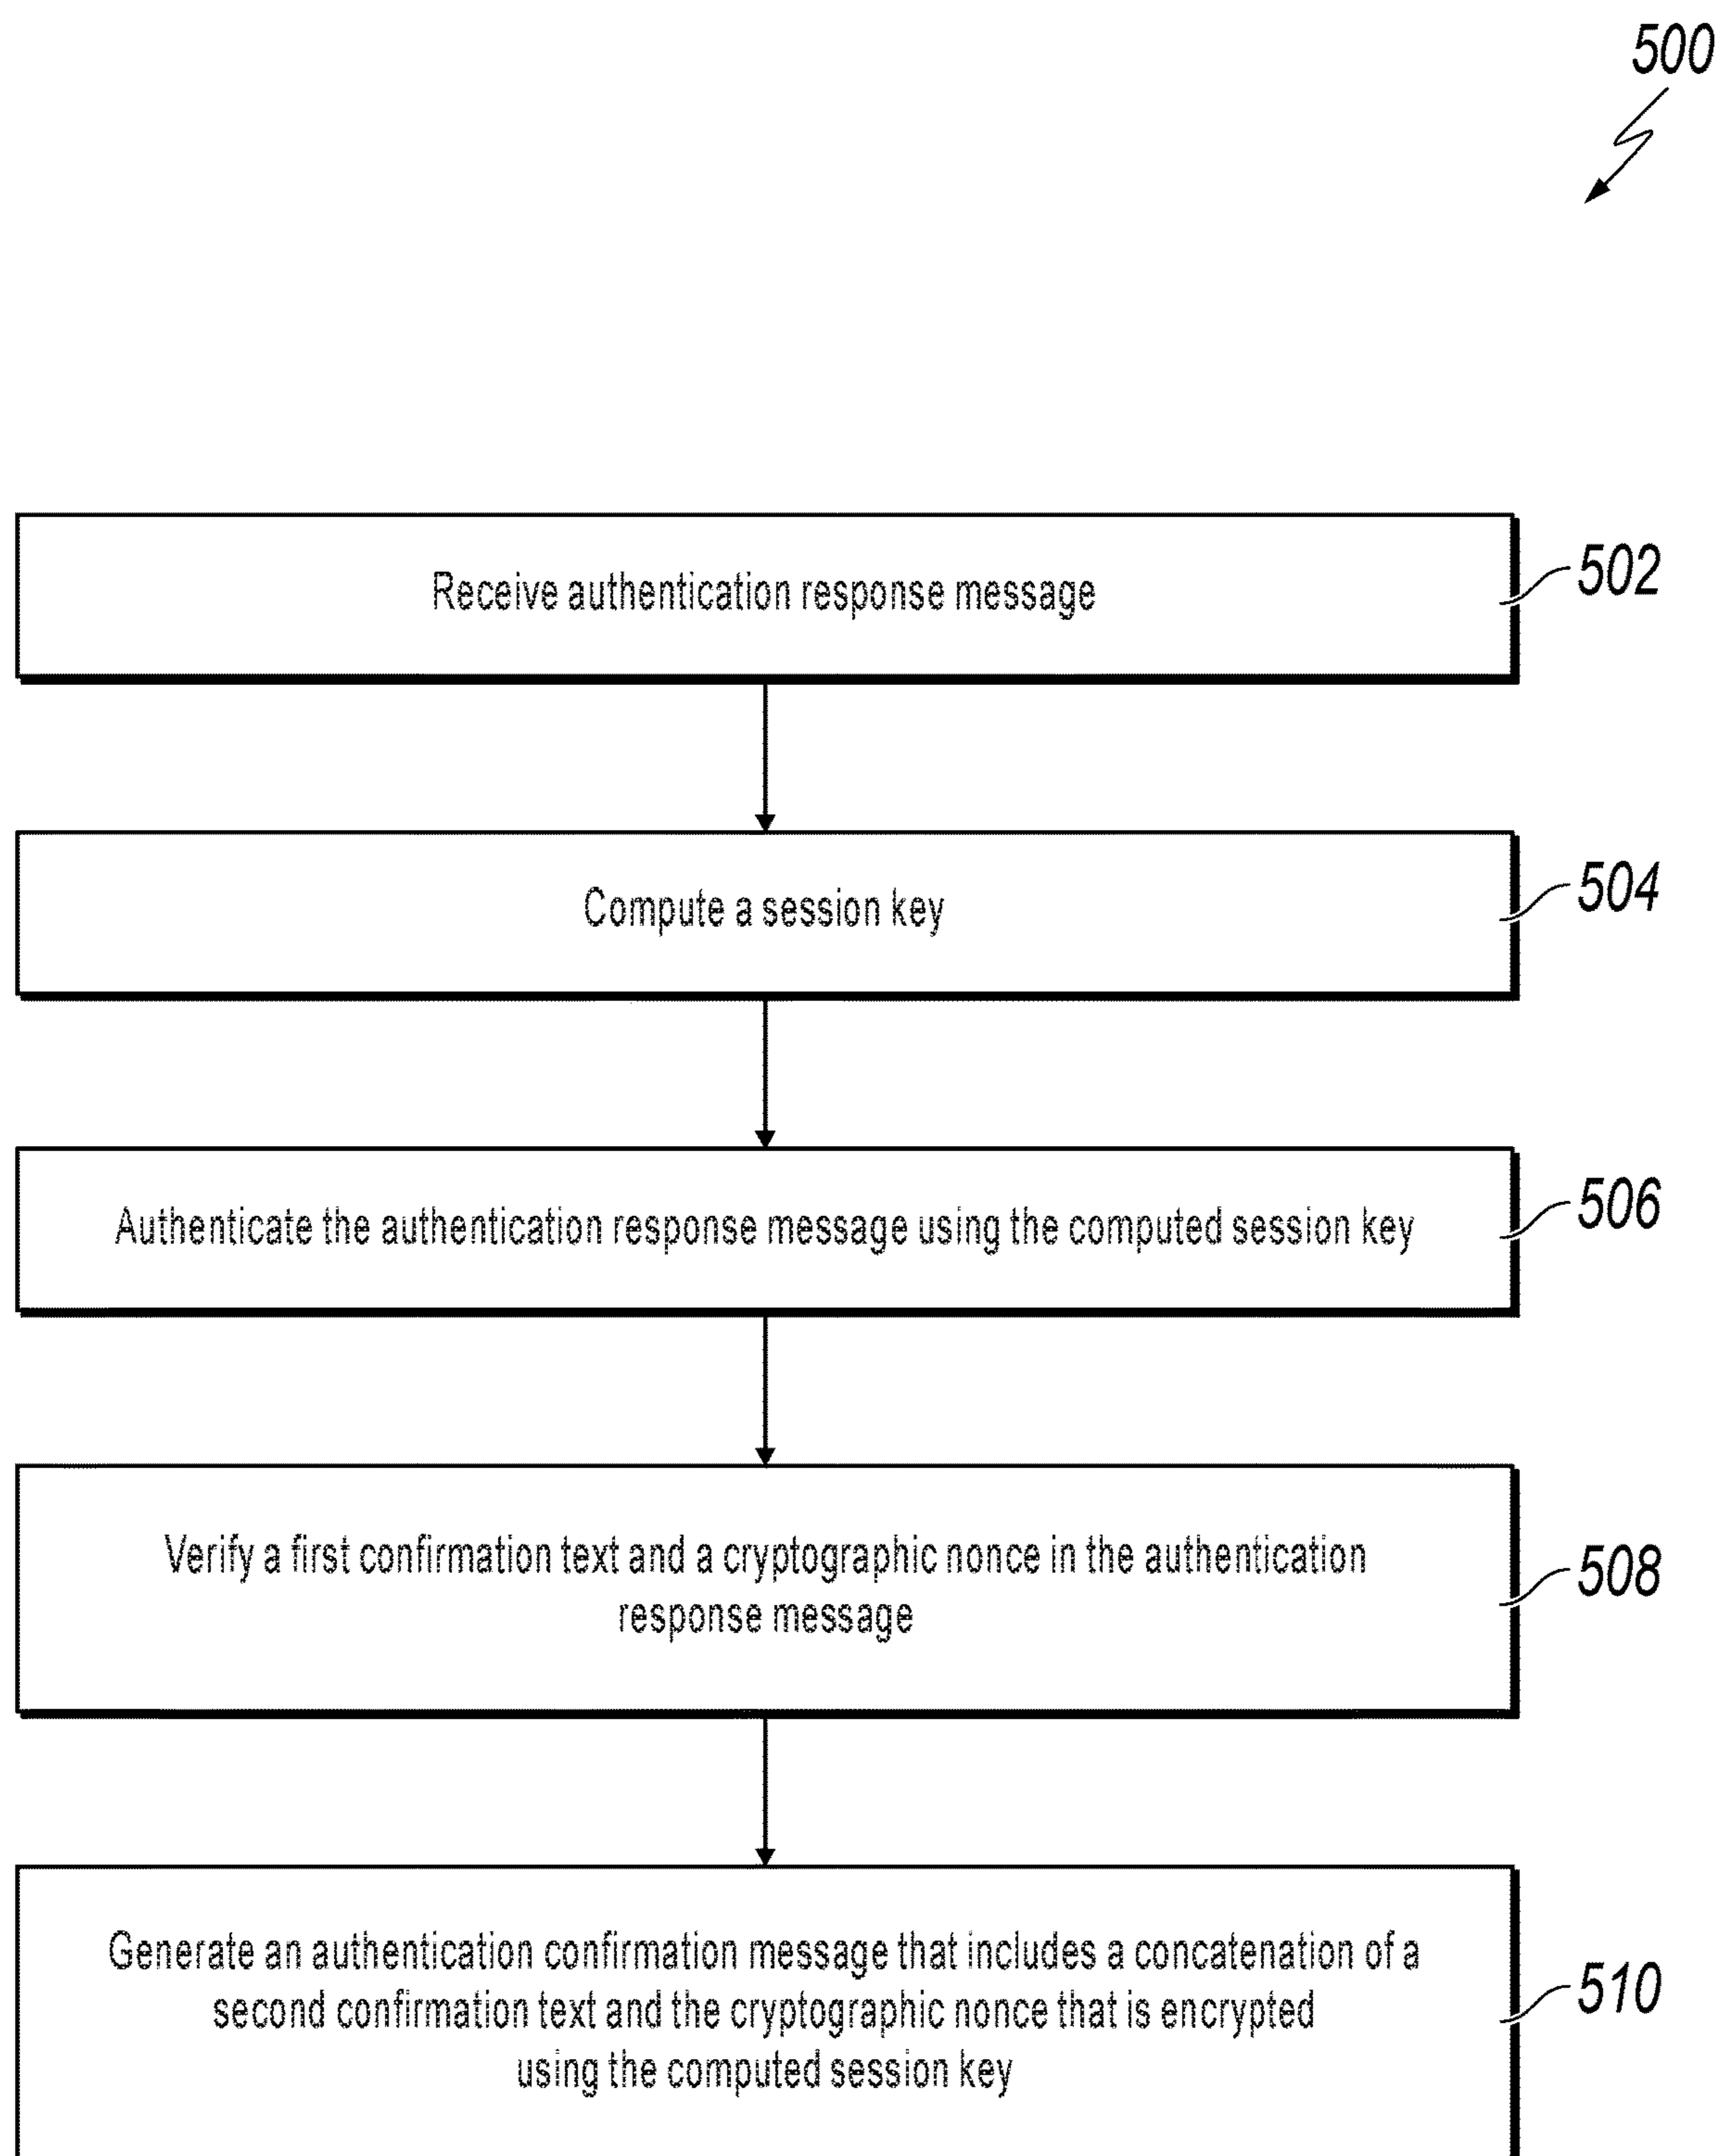 500
Receive authentication response message
502
Compute a session key
504
Authenticate the authentication response message using the computed session key
506
Verify a first confirmation text and a cryptographic nonce in the authentication
response message
508
Generate an authentication confirmation message that includes a concatenation of a
second confirmation text and the cryptographic nonce that is encrypted
using the computed session key
510